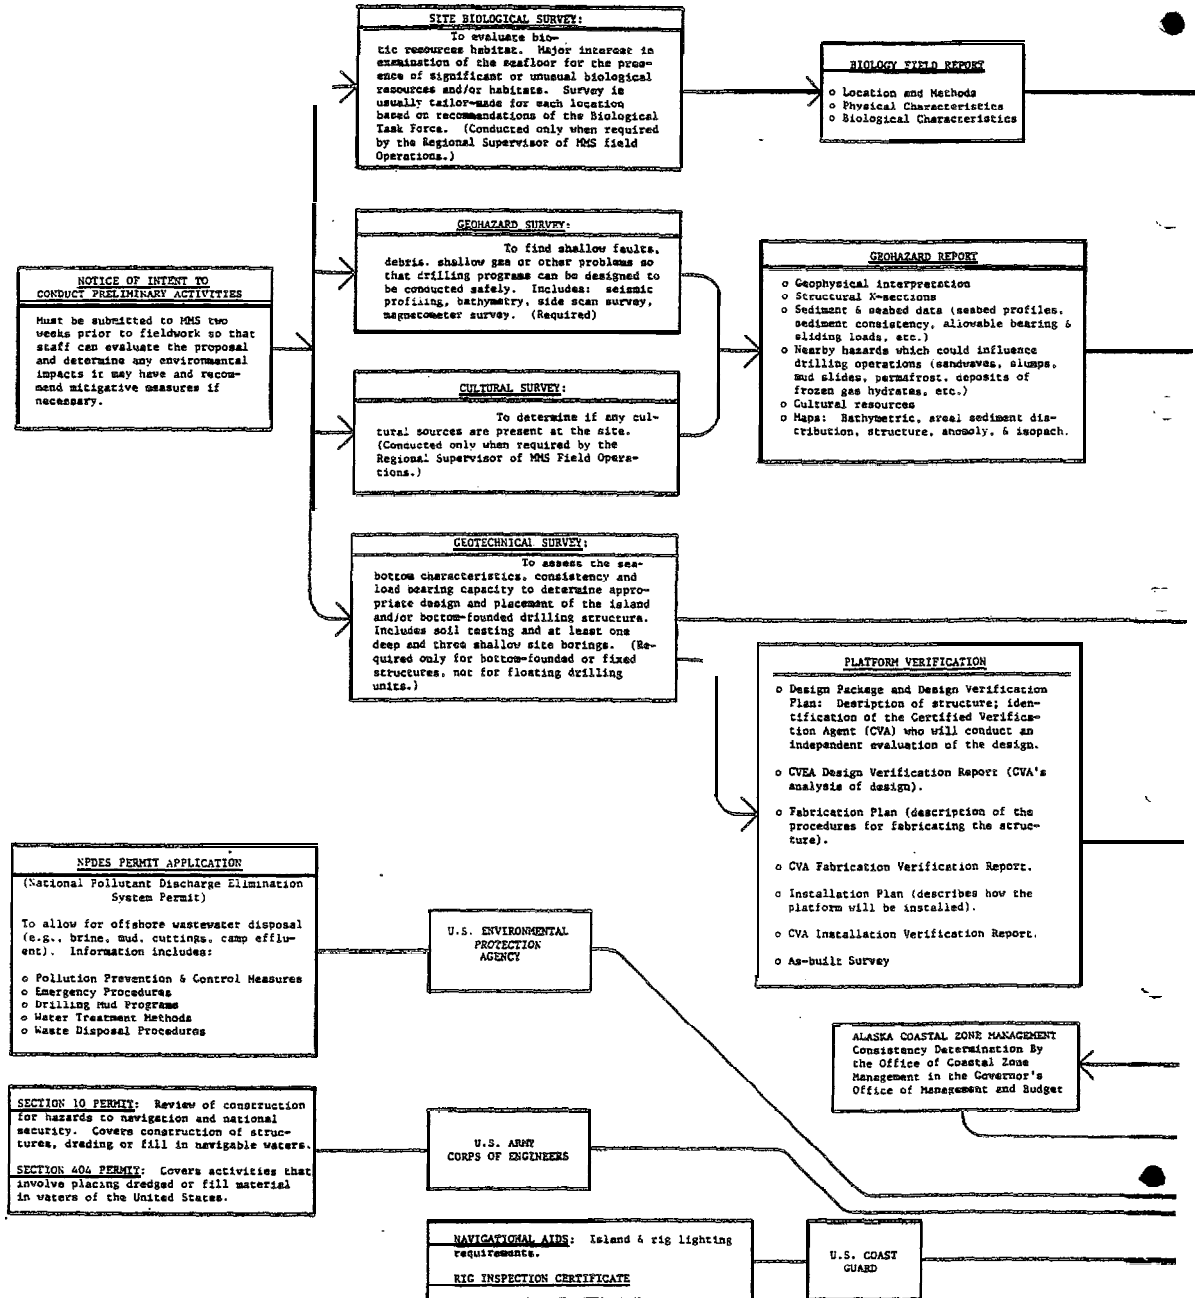 SITE BIOLOGICAL SURVEY:
To evaluate bio-
tic resources habitat. Major interest in
examination of the seafloor for the pres-
ence of significant or unusual biological
resources and/or habitats. Survey is
usually tailor-made for each location
based on recommendations of the Biological
Task Force. (Conducted only when required
by the Regional Supervisor of MMS field
Operations.)
BIOLOGY FIELD REPORT
o Location and Methods
o Physical Characteristics
o Biological Characteristics
NOTICE OF INTENT TO
CONDUCT PRELIMINARY ACTIVITIES
Must be submitted to MMS two
weeks prior to fieldwork so that
staff can evaluate the proposal
and determine any environmental
impacts it may have and recom-
mend mitigative measures if
necessary.
GEOHAZARD SURVEY:
To find shallow faults,
debris, shallow gas or other problems so
that drilling programs can be designed to
be conducted safely. Includes: seismic
profiling, bathymetry, side scan survey,
magnetometer survey. (Required)
GEOHAZARD REPORT
o Geophysical interpretation
o Structural X-sections
o Sediment & seabed data (seabed profiles,
sediment consistency, allowable bearing &
sliding loads, etc.)
o Nearby hazards which could influence
drilling operations (sandwaves, slumps,
mud slides, permafrost, deposits of
frozen gas hydrates, etc.)
o Cultural resources
o Maps: Bathymetric, areal sediment dis-
tribution, structure, anomoly, & isopach.
CULTURAL SURVEY:
To determine if any cul-
tural sources are present at the site.
(Conducted only when required by the
Regional Supervisor of MMS Field Opera-
tions.)
GEOTECHNICAL SURVEY:
To assess the sea-
bottom characteristics, consistency and
load bearing capacity to determine appro-
priate design and placement of the island
and/or bottom-founded drilling structure.
Includes soil testing and at least one
deep and three shallow site borings. (Re-
quired only for bottom-founded or fixed
structures, not for floating drilling
units.)
PLATFORM VERIFICATION
o Design Package and Design Verification
Plan: Desription of structure; iden-
tification of the Certified Verifica-
tion Agent (CVA) who will conduct an
independent evaluation of the design.
o CVEA Design Verification Report (CVA's
analysis of design).
o Fabrication Plan (description of the
procedures for fabricating the struc-
ture).
o CVA Fabrication Verification Report.
o Installation Plan (describes how the
platform will be installed).
o CVA Installation Verification Report.
o As-built Survey
NPDES PERMIT APPLICATION
(National Pollutant Discharge Elimination
System Permit)
To allow for offshore wastewater disposal
(e.g., brine, mud, cuttings, camp efflu-
ent). Information includes:
o Pollution Prevention & Control Measures
o Emergency Procedures
o Drilling Mud Programs
o Water Treatment Methods
o Waste Disposal Procedures
U.S. ENVIRONMENTAL
PROTECTION
AGENCY
ALASKA COASTAL ZONE MANAGEMENT
Consistency Determination By
the Office of Coastal Zone
Management in the Governor's
Office of Management and Budget
SECTION 10 PERMIT: Review of construction
for hazards to navigation and national
security. Covers construction of struc-
tures, drading or fill in navigable waters.
SECTION 404 PERMIT: Covers activities that
involve placing dredged or fill material
in waters of the United States.
U.S. ARMY
CORPS OF ENGINEERS
NAVIGATIONAL AIDS: Island & rig lighting
requirements.
RIG INSPECTION CERTIFICATE
U.S. COAST
GUARD